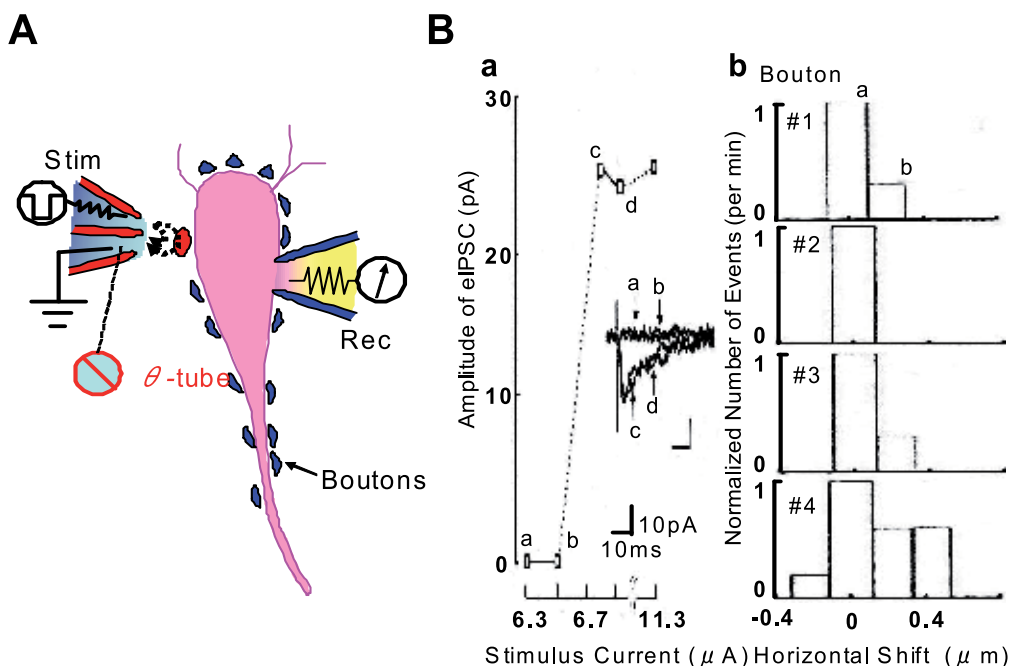 A
Stim
Rec
θ-tube
Boutons
B
a
Amplitude of eIPSC (pA)
30
20
10
0
a
b
c
d
a
b
c
d
10pA
10ms
6.3 6.7 11.3
Stimulus Current (μA)
b
Bouton
Normalized Number of Events (per min)
#1
a
b
1
0
#2
1
0
#3
1
0
#4
1
0
-0.4 0 0.4
Horizontal Shift (μm)